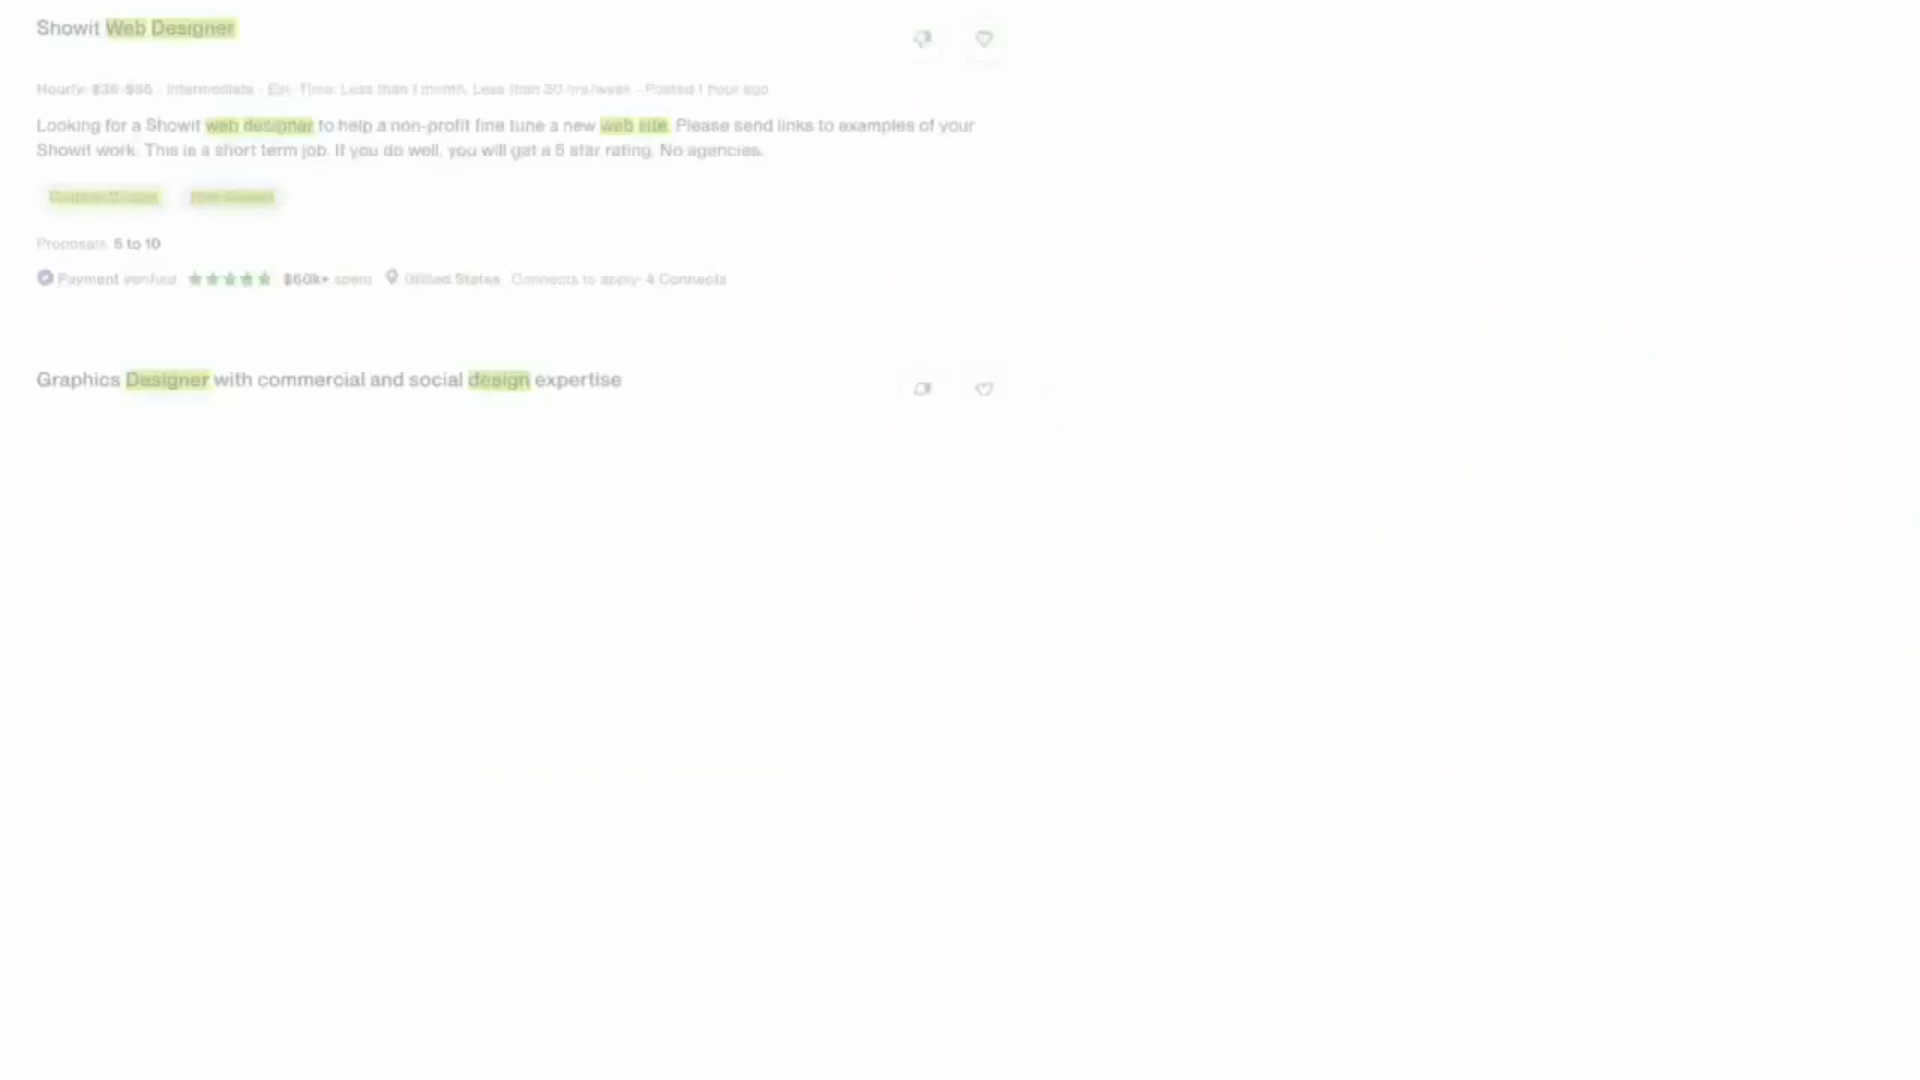 Showit Web Designer
Hourly: - Intermediate - Est. Time: Less than 1 month, Less than 30 hrs/week - Posted 1 hour ago
Looking for a Showit web designer to help a non-profit fine tune a new web site. Please send links to examples of your
Showit work. This is a short term job. If you do well, you will get a 5 star rating. No agencies.
Proposals: 5 to 10
Payment verified $60k+ spent United States Connects to apply: 4 Connects
Graphics Designer with commercial and social design expertise